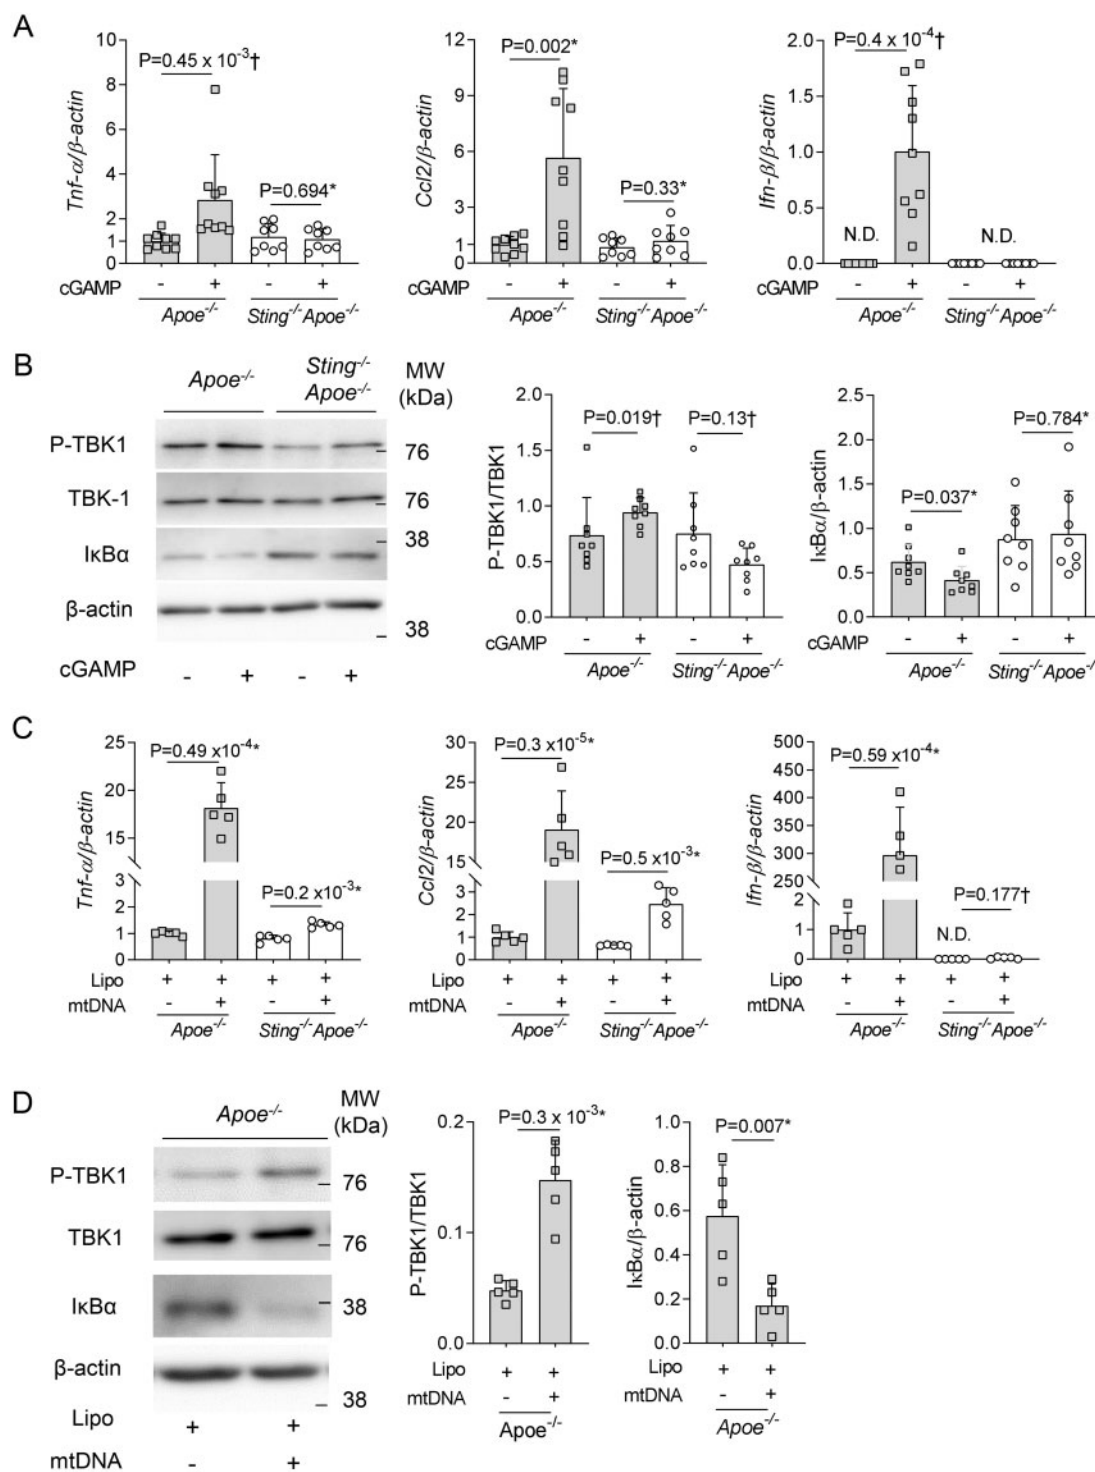 A
Tnf-α/β-actin
10
8
6
4
2
1
0
P=0.45 x 10⁻³†
P=0.694*
cGAMP - + - +
Apoe⁻/⁻ Sting⁻/⁻Apoe⁻/⁻
Ccl2/β-actin
12
9
6
3
1
0
P=0.002*
P=0.33*
cGAMP - + - +
Apoe⁻/⁻ Sting⁻/⁻Apoe⁻/⁻
Ifn-β/β-actin
2.0
1.5
1.0
0.5
0.0
P=0.4 x 10⁻⁴†
N.D. N.D.
cGAMP - + - +
Apoe⁻/⁻ Sting⁻/⁻Apoe⁻/⁻
B
Apoe⁻/⁻ Sting⁻/⁻
Apoe⁻/⁻
MW
(kDa)
P-TBK1 76
TBK-1 76
IκBα 38
β-actin 38
cGAMP - + - +
P-TBK1/TBK1
2.0
1.5
1.0
0.5
0.0
P=0.019† P=0.13†
cGAMP - + - +
Apoe⁻/⁻ Sting⁻/⁻Apoe⁻/⁻
IκBα/β-actin
2.5
2.0
1.5
1.0
0.5
0.0
P=0.784*
P=0.037*
cGAMP - + - +
Apoe⁻/⁻ Sting⁻/⁻Apoe⁻/⁻
C
Tnf-α/β-actin
25
20
15
3
2
1
0
P=0.49 x10⁻⁴*
P=0.2 x10⁻³*
Lipo + + + +
mtDNA - + - +
Apoe⁻/⁻ Sting⁻/⁻Apoe⁻/⁻
Ccl2/β-actin
30
25
20
15
3
2
1
0
P=0.3 x10⁻⁵*
P=0.5 x10⁻³*
Lipo + + + +
mtDNA - + - +
Apoe⁻/⁻ Sting⁻/⁻Apoe⁻/⁻
Ifn-β/β-actin
500
450
400
350
300
250
2
1
0
P=0.59 x10⁻⁴*
P=0.177†
N.D.
Lipo + + + +
mtDNA - + - +
Apoe⁻/⁻ Sting⁻/⁻Apoe⁻/⁻
D
Apoe⁻/⁻
MW
(kDa)
P-TBK1 76
TBK1 76
IκBα 38
β-actin 38
Lipo + +
mtDNA - +
P-TBK1/TBK1
0.2
0.1
0.0
P=0.3 x 10⁻³*
Lipo + +
mtDNA - +
Apoe⁻/⁻
IκBα/β-actin
1.0
0.8
0.6
0.4
0.2
0.0
P=0.007*
Lipo + +
mtDNA - +
Apoe⁻/⁻